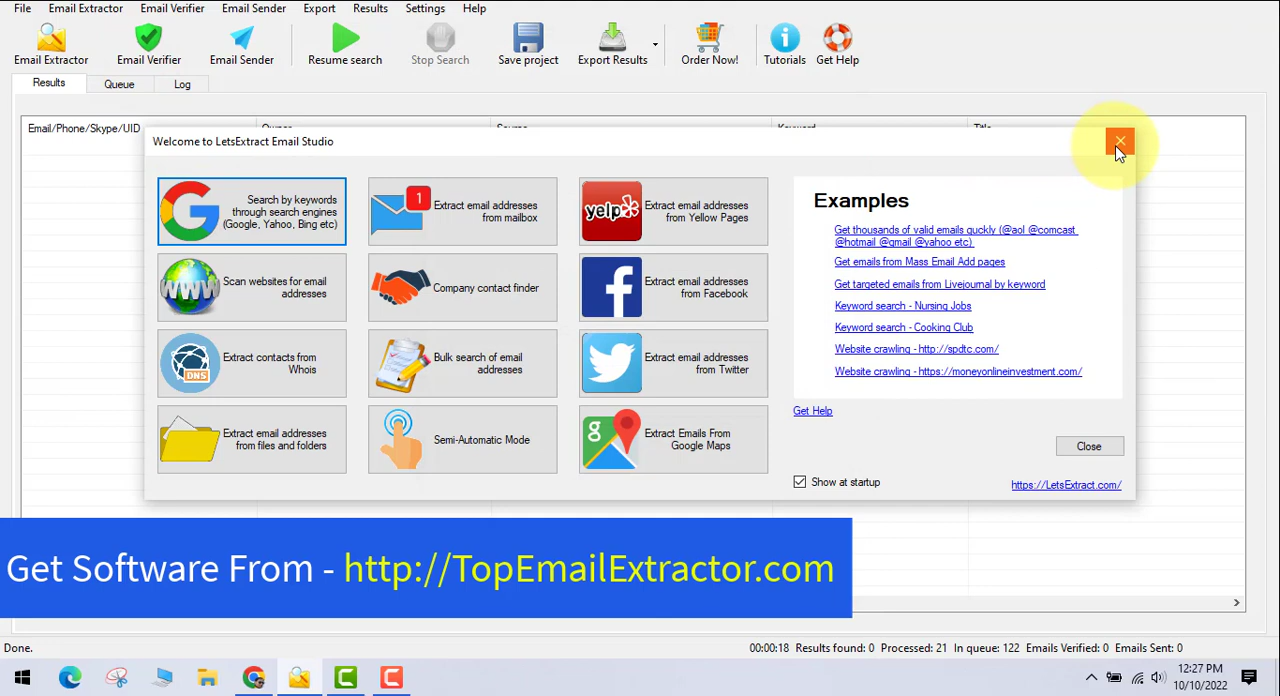 File Email Extractor Email Verifier Email Sender Export Results Settings Help
Email Extractor Email Verifier Email Sender Resume search Stop Search Save project Export Results Order Now! Tutorials Get Help
Results Queue Log
Email/Phone/Skype/UID Owner Source Keyword Title
Welcome to LetsExtract Email Studio
Search by keywords
through search engines
(Google, Yahoo, Bing etc)
1
Extract email addresses
from mailbox
yelp
Extract email addresses
from Yellow Pages
WWW
Scan websites for email
addresses
Company contact finder
f
Extract email addresses
from Facebook
DNS
Extract contacts from
Whois
Bulk search of email
addresses
Extract email addresses
from Twitter
Extract email addresses
from files and folders
Semi-Automatic Mode
g
Extract Emails From
Google Maps
Examples
Get thousands of valid emails quckly (@aol @comcast
@hotmail @gmail @yahoo etc)
Get emails from Mass Email Add pages
Get targeted emails from Livejournal by keyword
Keyword search - Nursing Jobs
Keyword search - Cooking Club
Website crawling - http://spdtc.com/
Website crawling - https://moneyonlineinvestment.com/
Get Help
Close
Show at startup
https://LetsExtract.com/
Get Software From - http://TopEmailExtractor.com
Done. 00:00:18 Results found: 0 Processed: 21 In queue: 122 Emails Verified: 0 Emails Sent: 0
12:27 PM
10/10/2022